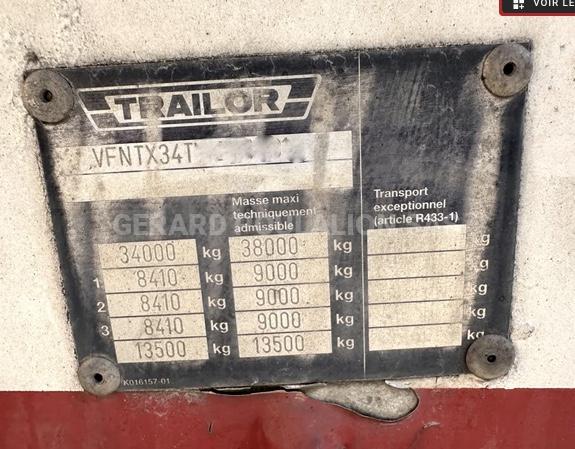 VOIR LE
TRAILOR
VFNTX34T
Masse maxi
techniquement
admissible
Transport
exceptionnel
(article R433-1)
GERARD
34000 kg 38000 kg kg
1 8410 kg 9000 kg kg
2 8410 kg 9000 kg kg
3 8410 kg 9000 kg kg
13500 kg 13500 kg kg
K016157-01